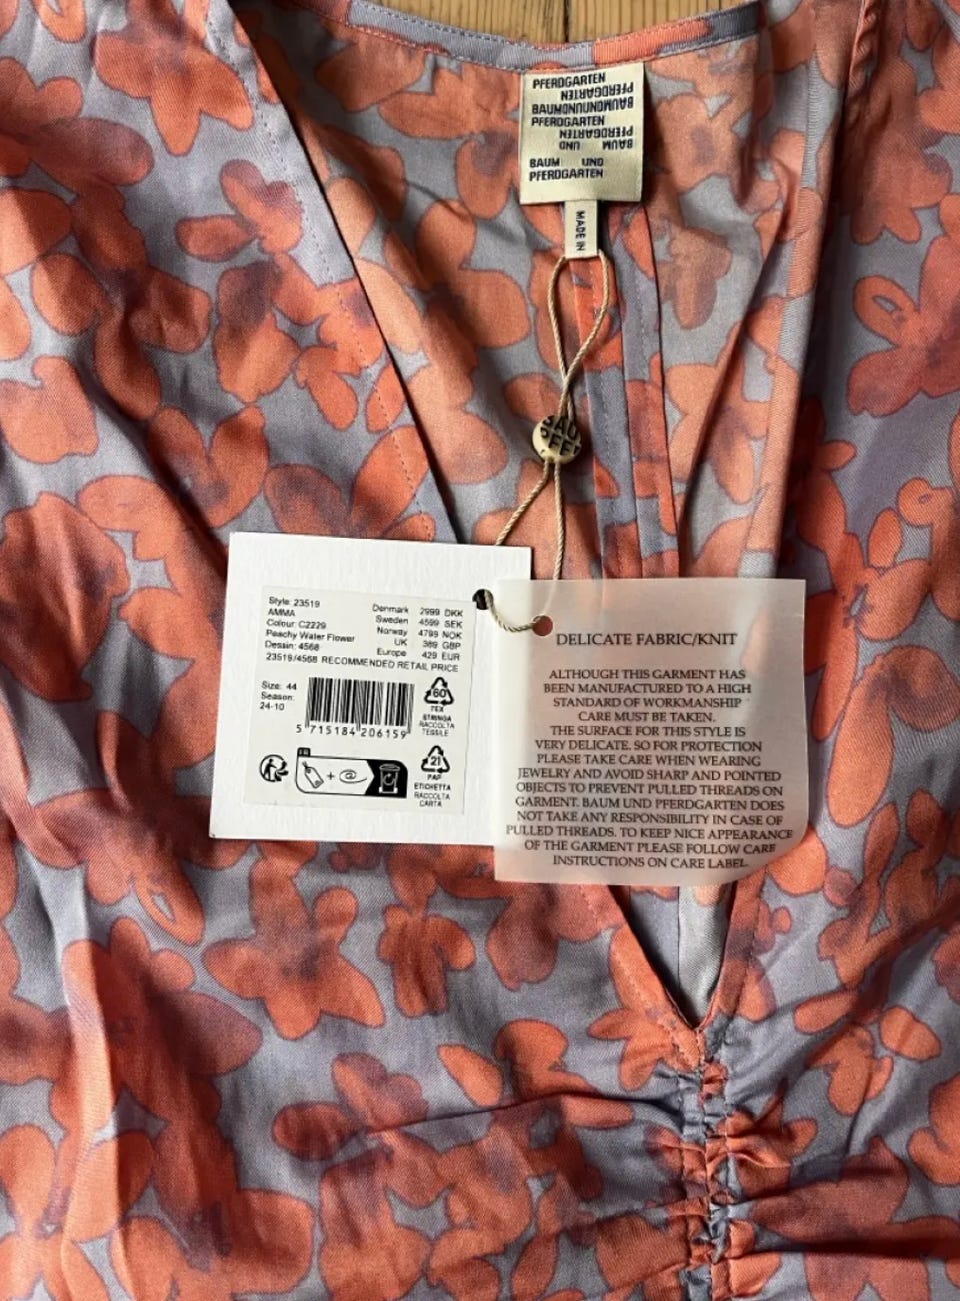 PFERDGARTEN
PFERDGARTEN
BAUMONUNDNOMUAB
PFERDGARTEN
PFERDGARTEN
BAUM UND
BAUM UND
PFERDGARTEN
MADE IN
Style: 23519
AMMA
Colour: C2229
Peachy Water Flower
Dessin: 4568
23519/4568 RECOMMENDED RETAIL PRICE
Denmark 2999 DKK
Sweden 4599 SEK
Norway 4799 NOK
UK 389 GBP
Europe 429 EUR
Size: 44
Season:
24-10
5 715184 206159
60
TEX
STRINGA
RACCOLTA
TESSILE
FR
+
21
PAP
ETICHETTA
RACCOLTA
CARTA
DELICATE FABRIC/KNIT
ALTHOUGH THIS GARMENT HAS
BEEN MANUFACTURED TO A HIGH
STANDARD OF WORKMANSHIP
CARE MUST BE TAKEN.
THE SURFACE FOR THIS STYLE IS
VERY DELICATE. SO FOR PROTECTION
PLEASE TAKE CARE WHEN WEARING
JEWELRY AND AVOID SHARP AND POINTED
OBJECTS TO PREVENT PULLED THREADS ON
GARMENT. BAUM UND PFERDGARTEN DOES
NOT TAKE ANY RESPONSIBILITY IN CASE OF
PULLED THREADS. TO KEEP NICE APPEARANCE
OF THE GARMENT PLEASE FOLLOW CARE
INSTRUCTIONS ON CARE LABEL.